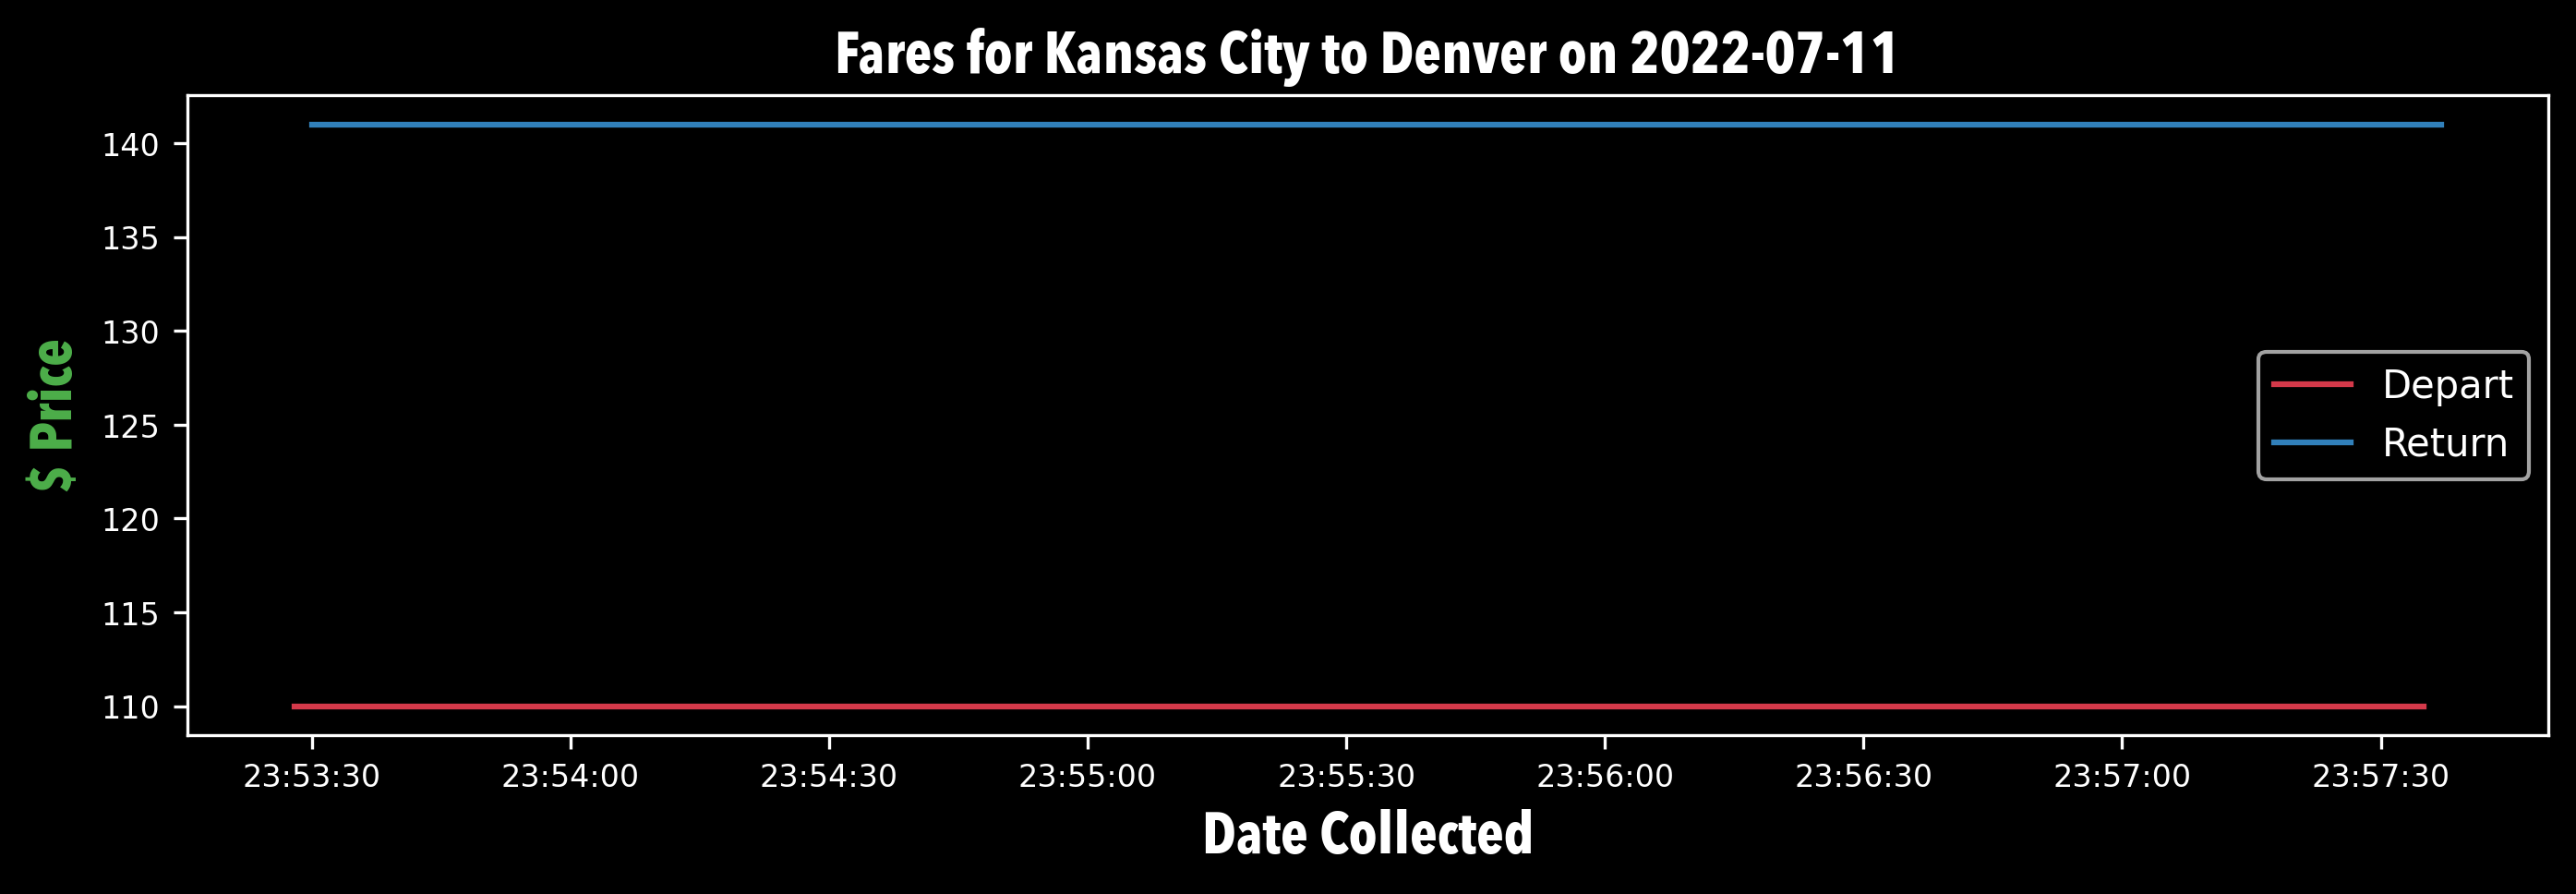 Fares for Kansas City to Denver on 2022-07-11
$ Price
140
135
130
125
120
115
110
Depart
Return
23:53:30 23:54:00 23:54:30 23:55:00 23:55:30 23:56:00 23:56:30 23:57:00 23:57:30
Date Collected